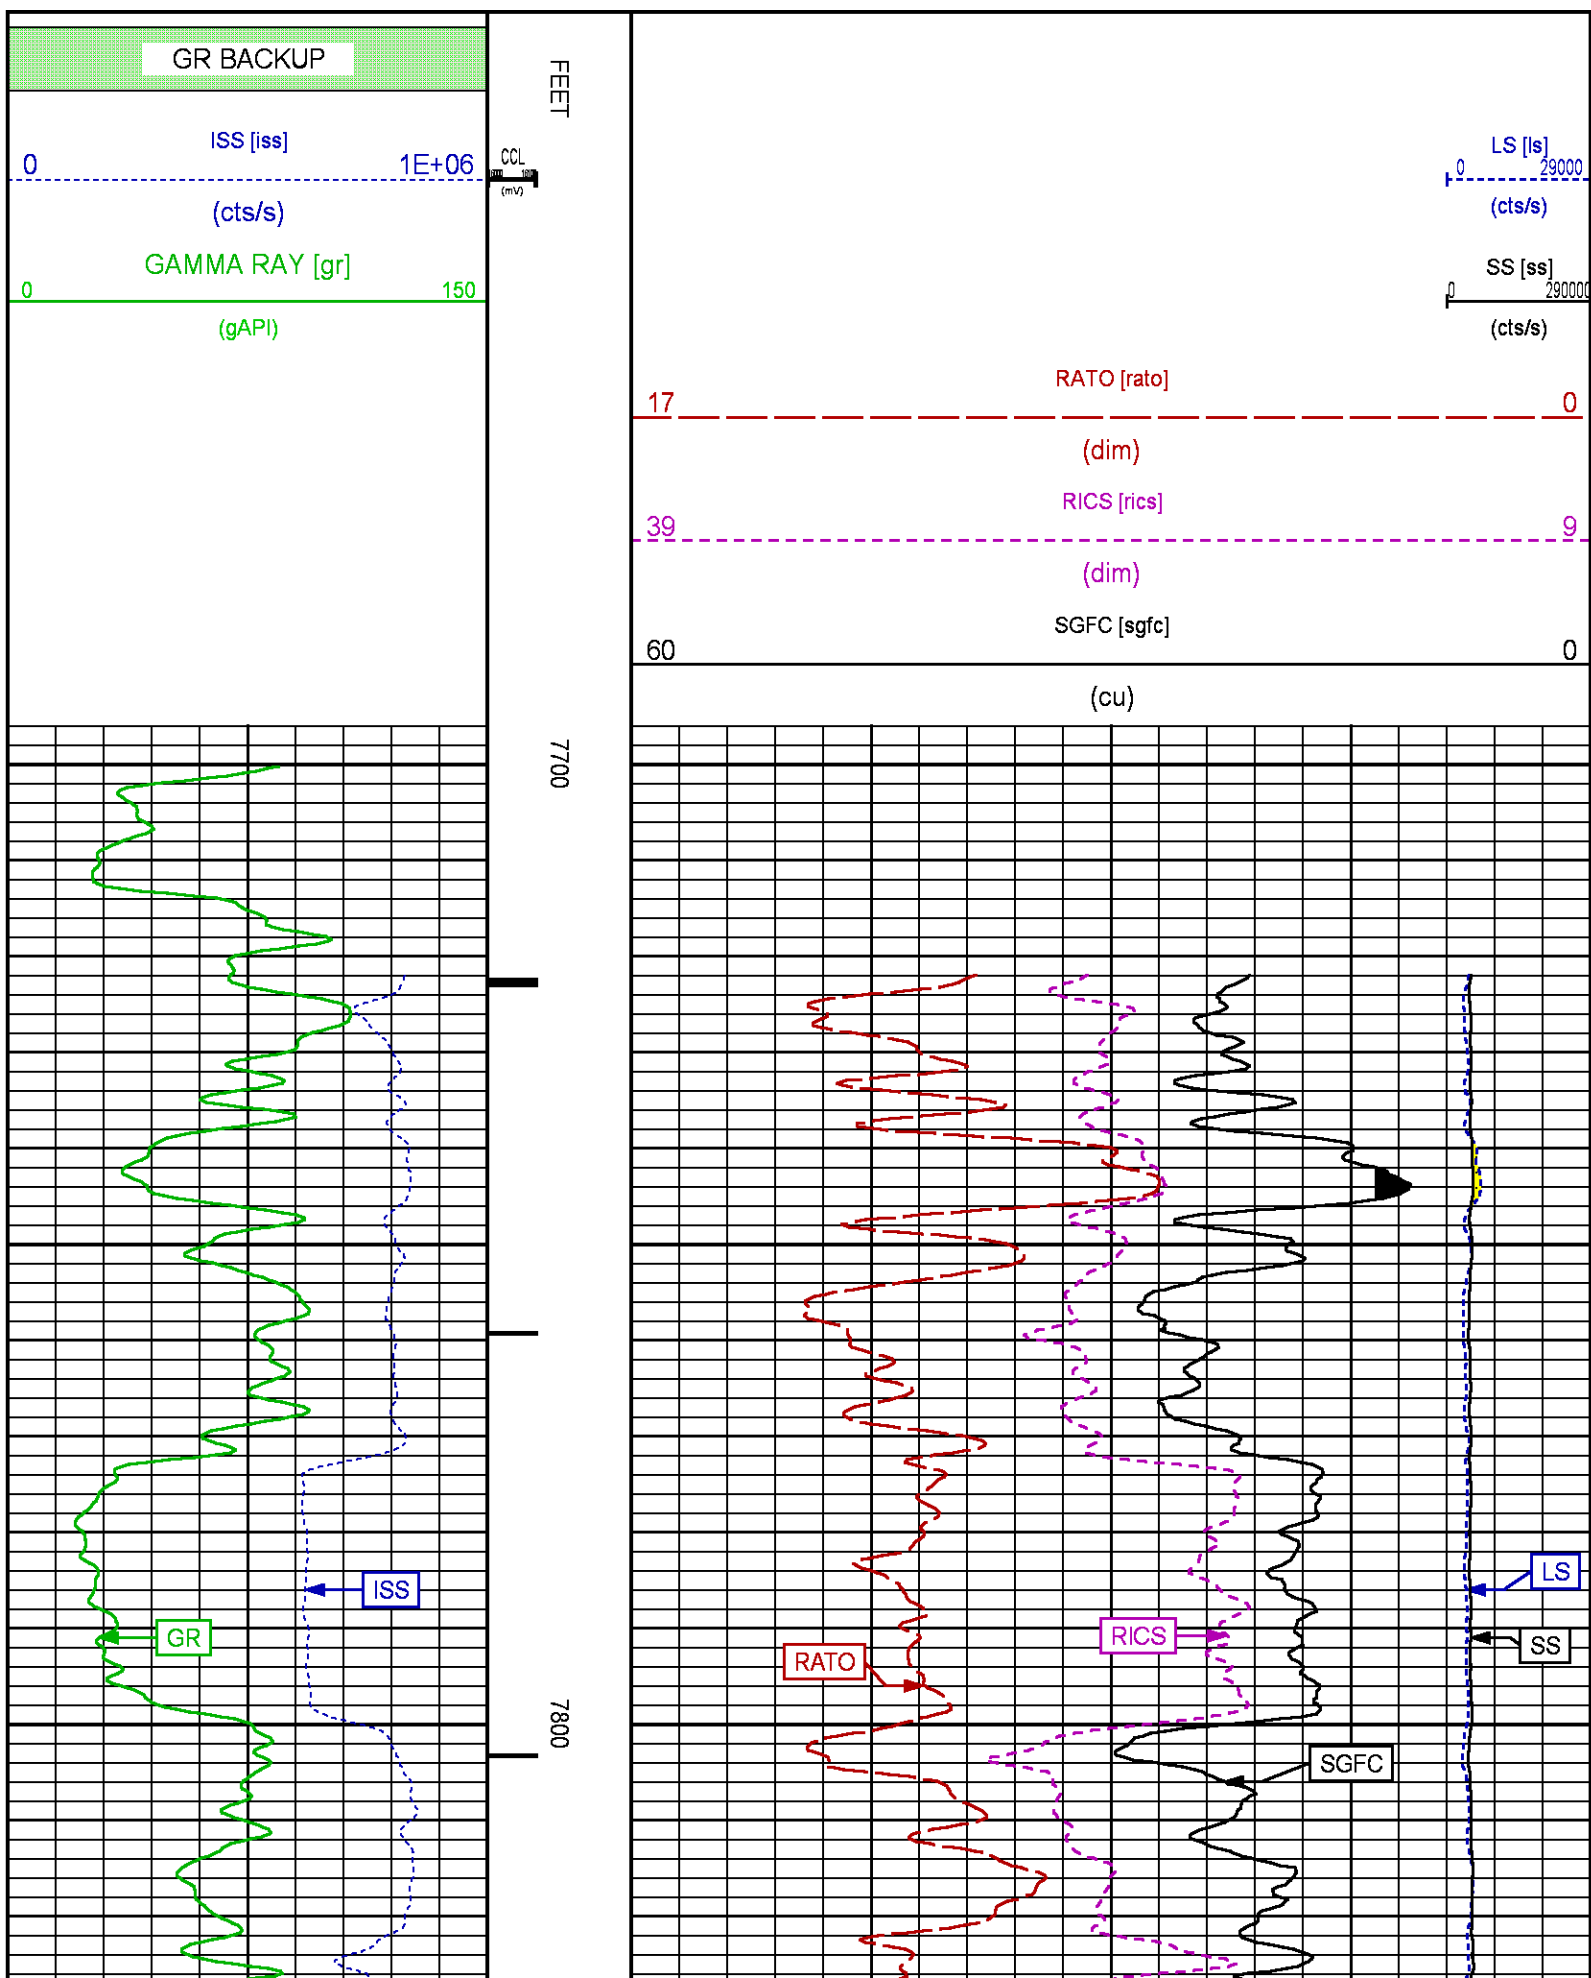 GR BACKUP
FEET
ISS [iss]
0 1E+06
(cts/s)
CCL
(mV)
LS [ls]
0 29000
(cts/s)
GAMMA RAY [gr]
0 150
(gAPI)
SS [ss]
0 290000
(cts/s)
RATO [rato]
17 0
(dim)
RICS [rics]
39 9
(dim)
SGFC [sgfc]
60 0
(cu)
7700
ISS
LS
GR
RICS
SS
RATO
7800
SGFC